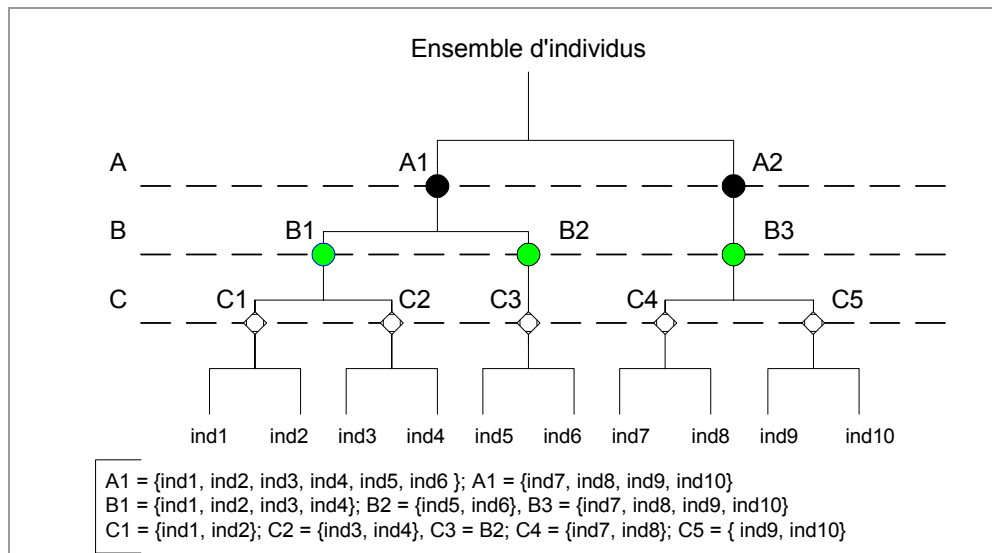 Ensemble d'individus
A A1 A2
B B1 B2 B3
C C1 C2 C3 C4 C5
ind1 ind2 ind3 ind4 ind5 ind6 ind7 ind8 ind9 ind10
A1 = {ind1, ind2, ind3, ind4, ind5, ind6 }; A1 = {ind7, ind8, ind9, ind10}
B1 = {ind1, ind2, ind3, ind4}; B2 = {ind5, ind6}, B3 = {ind7, ind8, ind9, ind10}
C1 = {ind1, ind2}; C2 = {ind3, ind4}, C3 = B2; C4 = {ind7, ind8}; C5 = { ind9, ind10}